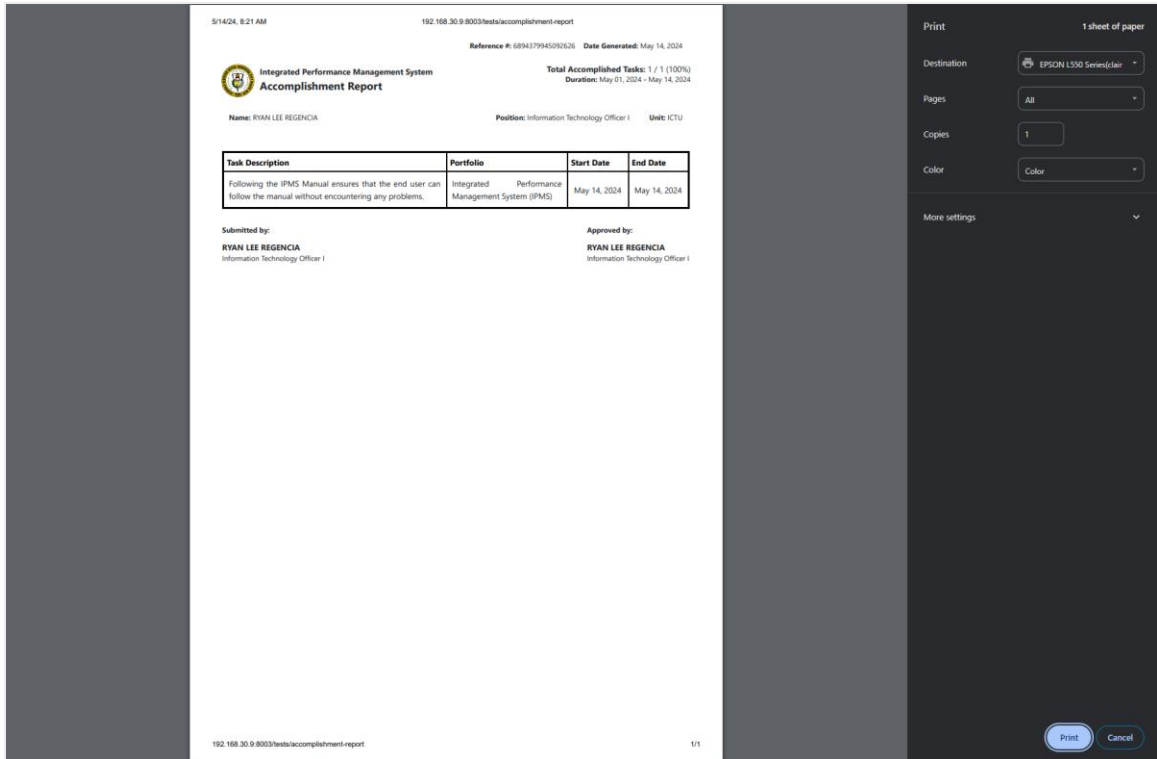 5/14/24, 8:21 AM 192.168.30.9:8003/tests/accomplishment-report
Reference #: 6894379945092626 Date Generated: May 14, 2024
Integrated Performance Management System
Accomplishment Report
Total Accomplished Tasks: 1 / 1 (100%)
Duration: May 01, 2024 - May 14, 2024
Name: RYAN LEE REGENCIA Position: Information Technology Officer I Unit: ICTU
Task Description Portfolio Start Date End Date
Following the IPMS Manual ensures that the end user can
follow the manual without encountering any problems.
Integrated Performance
Management System (IPMS)
May 14, 2024 May 14, 2024
Submitted by:
RYAN LEE REGENCIA
Information Technology Officer I
Approved by:
RYAN LEE REGENCIA
Information Technology Officer I
192.168.30.9:8003/tests/accomplishment-report 1/1
Print 1 sheet of paper
Destination EPSON L550 Series(clair
Pages All
Copies 1
Color Color
More settings
Print Cancel